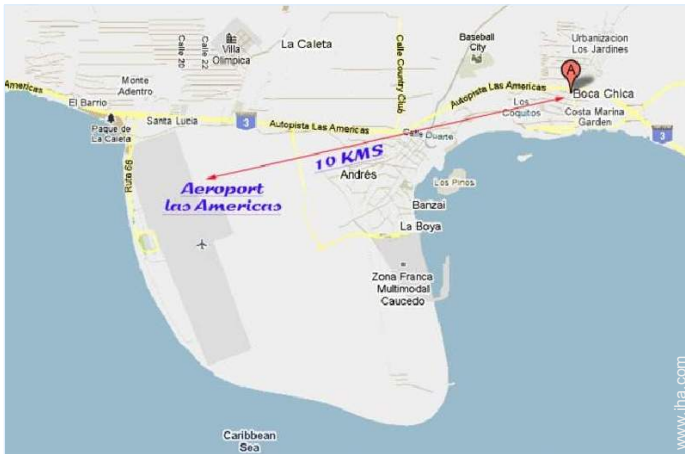 Calle 20
Calle 22
Villa
Olimpica
La Caleta
Calle Country Club
Baseball
City
Urbanizacion
Los Jardines
Americas
Monte
Adentro
El Barrio
Paque de
La Caleta
Santa Lucia
3
Autopista Las Americas
Autopista Las Americas
A
Boca Chica
Los
Coquitos
Costa Marina
Garden
3
Calle Duarte
10 KMS
Ruta 66
Aeroport
las Americas
Andrés
Los Pinos
Banzai
La Boya
Zona Franca
Multimodal
Caucedo
Caribbean
Sea
www.iha.com